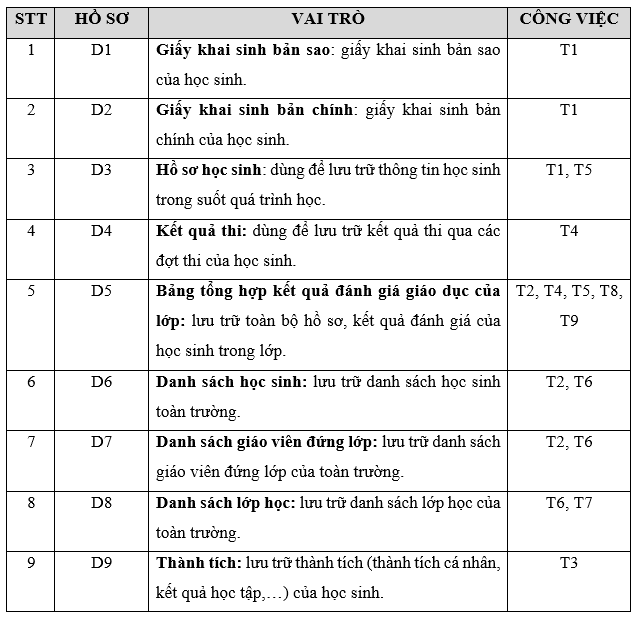 STT HỒ SƠ VAI TRÒ CÔNG VIỆC
1 D1 Giấy khai sinh bản sao: giấy khai sinh bản sao T1
của học sinh.
2 D2 Giấy khai sinh bản chính: giấy khai sinh bản T1
chính của học sinh.
3 D3 Hồ sơ học sinh: dùng để lưu trữ thông tin học sinh T1, T5
trong suốt quá trình học.
4 D4 Kết quả thi: dùng để lưu trữ kết quả thi qua các T4
đợt thi của học sinh.
5 D5 Bảng tổng hợp kết quả đánh giá giáo dục của T2, T4, T5, T8,
lớp: lưu trữ toàn bộ hồ sơ, kết quả đánh giá của T9
học sinh trong lớp.
6 D6 Danh sách học sinh: lưu trữ danh sách học sinh T2, T6
toàn trường.
7 D7 Danh sách giáo viên đứng lớp: lưu trữ danh sách T2, T6
giáo viên đứng lớp của toàn trường.
8 D8 Danh sách lớp học: lưu trữ danh sách lớp học của T6, T7
toàn trường.
9 D9 Thành tích: lưu trữ thành tích (thành tích cá nhân, T3
kết quả học tập,…) của học sinh.